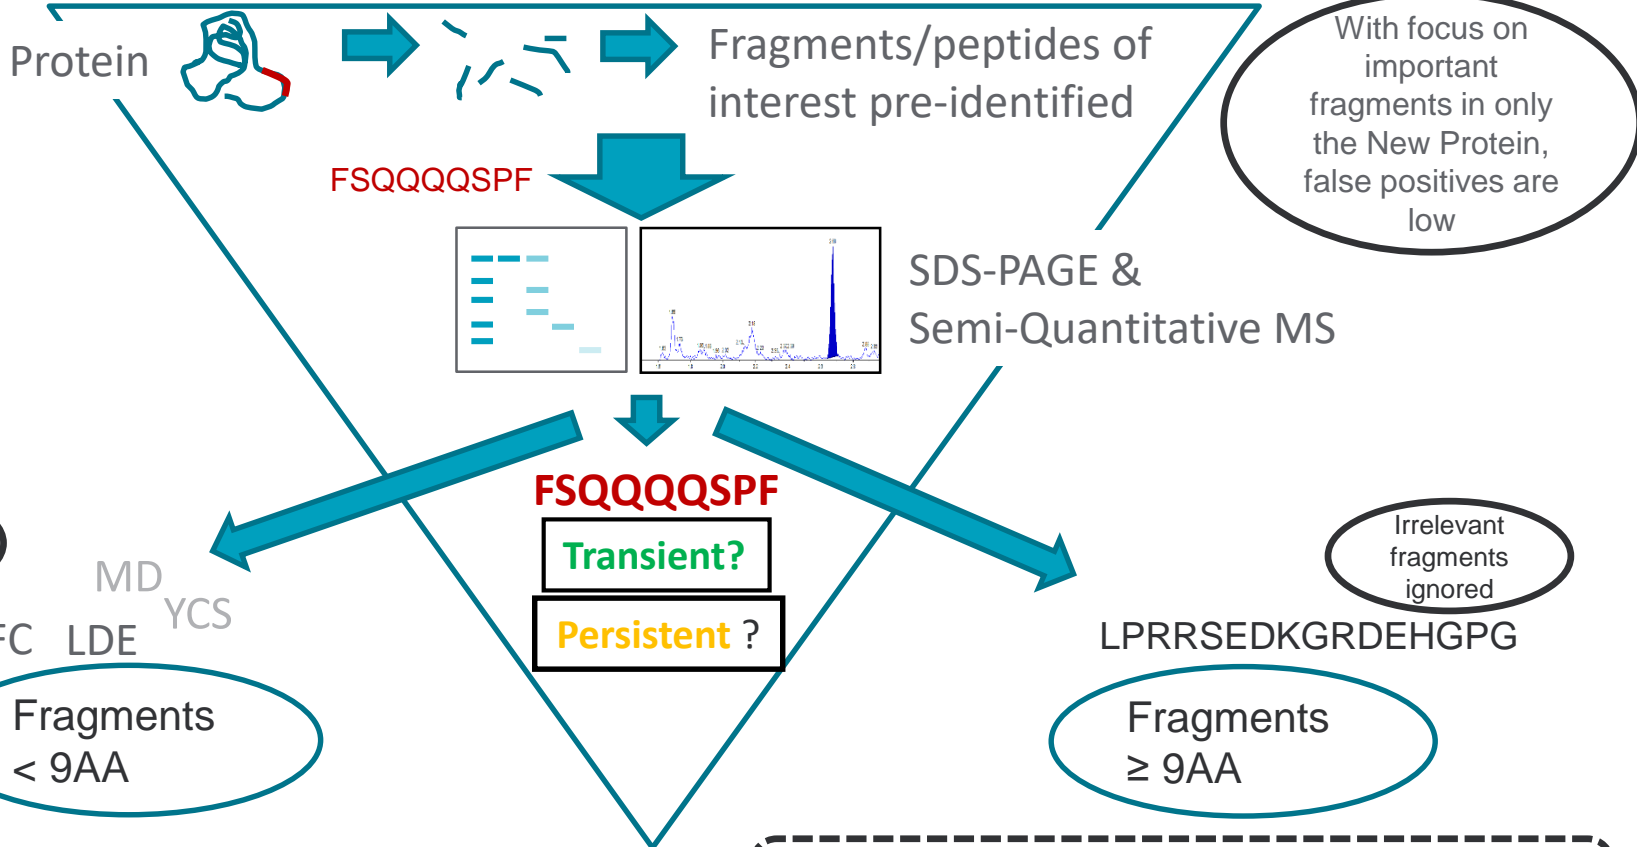 Protein
Fragments/peptides of
interest pre-identified
With focus on
important
fragments in only
the New Protein,
false positives are
low
FSQQQQSPF
SDS-PAGE &
Semi-Quantitative MS
FSQQQQSPF
Transient?
Persistent ?
MD
YCS
LDE
Fragments
< 9AA
Irrelevant
fragments
ignored
LPRRSEDKGRDEHGPG
Fragments
≥ 9AA